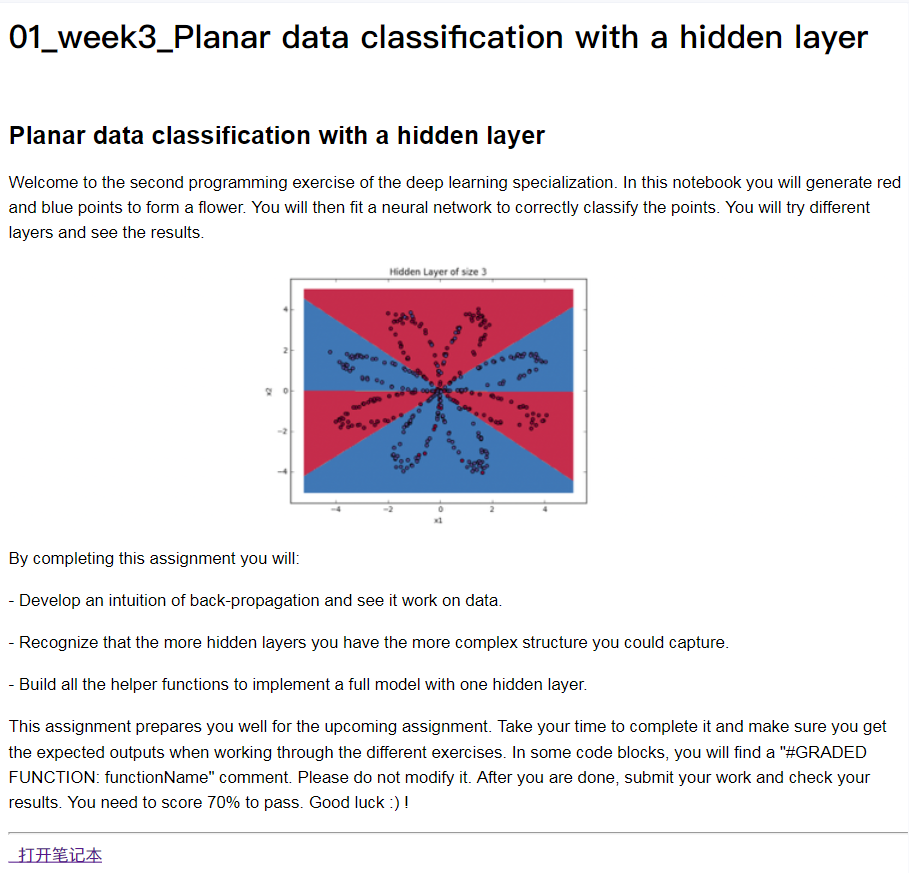 01_week3_Planar data classification with a hidden layer
Planar data classification with a hidden layer
Welcome to the second programming exercise of the deep learning specialization. In this notebook you will generate red
and blue points to form a flower. You will then fit a neural network to correctly classify the points. You will try different
layers and see the results.
Hidden Layer of size 3
4
2
0
−2
−4
x2
−4 −2 0 2 4
x1
By completing this assignment you will:
- Develop an intuition of back-propagation and see it work on data.
- Recognize that the more hidden layers you have the more complex structure you could capture.
- Build all the helper functions to implement a full model with one hidden layer.
This assignment prepares you well for the upcoming assignment. Take your time to complete it and make sure you get
the expected outputs when working through the different exercises. In some code blocks, you will find a "#GRADED
FUNCTION: functionName" comment. Please do not modify it. After you are done, submit your work and check your
results. You need to score 70% to pass. Good luck :) !
打开笔记本